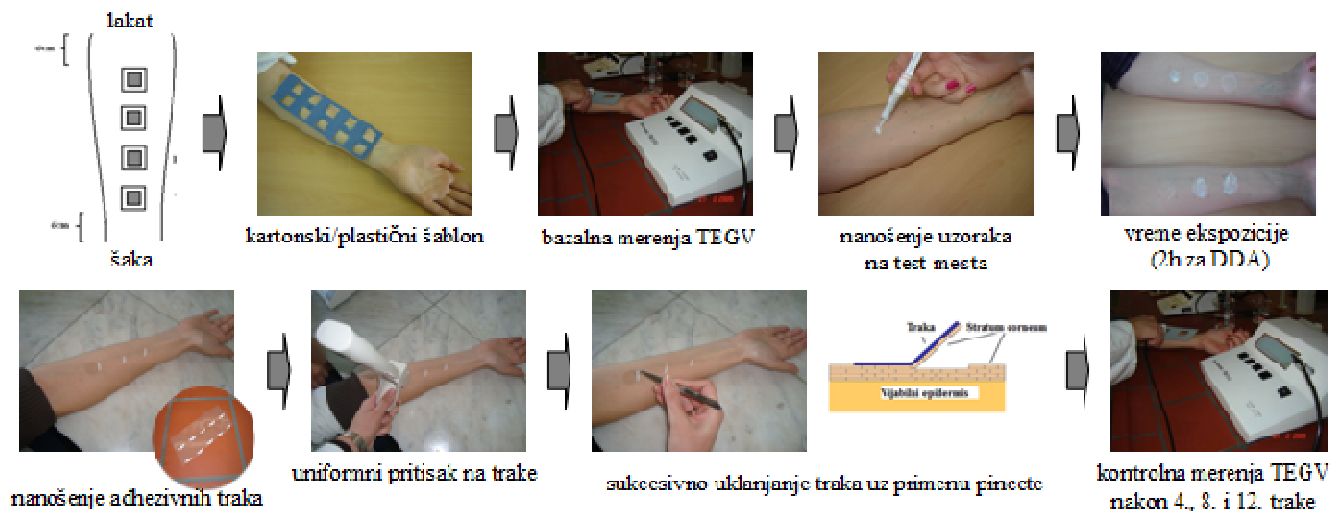 lakat
šaka
kartonski/plastični šablon
bazalna merenja TEGV
nanošenje uzoraka
na test mesta
vreme ekspozicije
(2h za DDA)
nanošenje adhezivnih traka
uniformni pritisak na trake
sukcesivno uklanjanje traka uz primenu pincete
Traka
Stratum corneum
Vijabilni epidermis
kontrolna merenja TEGV
nakon 4., 8. i 12. trake